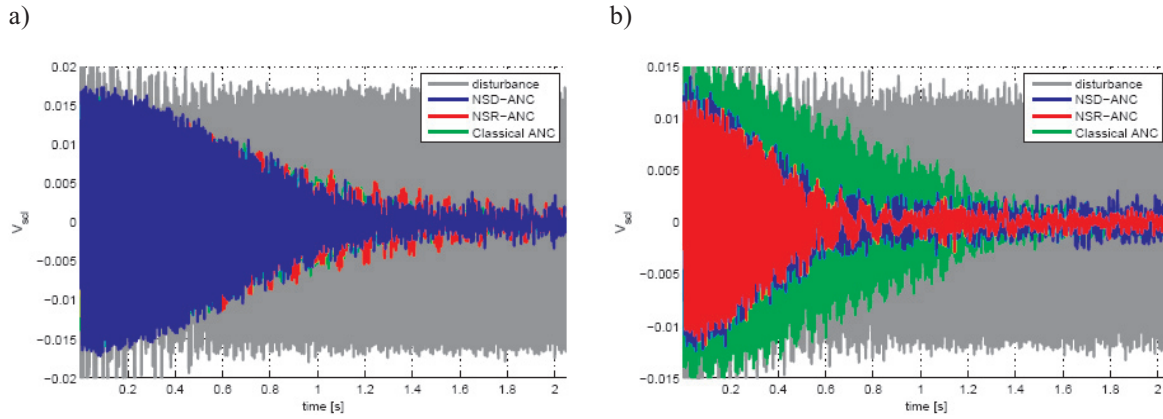 a)
0.02
0.015
0.01
0.005
0
−0.005
−0.01
−0.015
−0.02
V_scl
disturbance
NSD−ANC
NSR−ANC
Classical ANC
0.2 0.4 0.6 0.8 1 1.2 1.4 1.6 1.8 2
time [s]
b)
0.015
0.01
0.005
0
−0.005
−0.01
−0.015
V_scl
disturbance
NSD−ANC
NSR−ANC
Classical ANC
0.2 0.4 0.6 0.8 1 1.2 1.4 1.6 1.8 2
time [s]